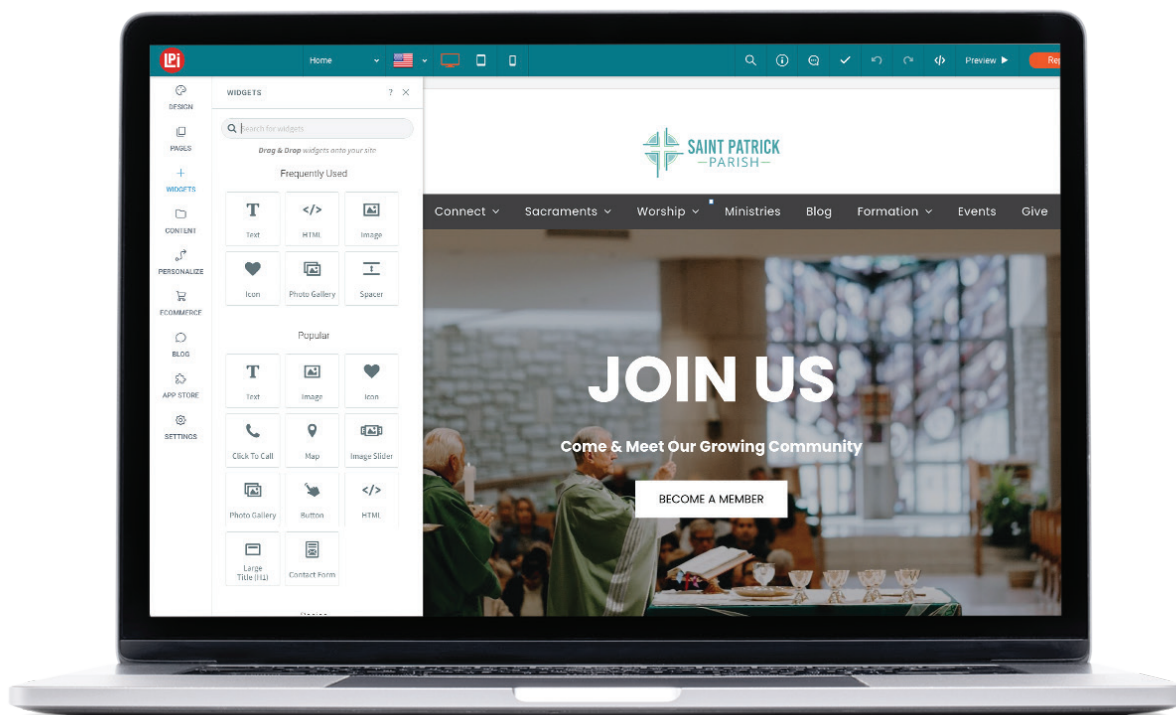 LPi
Home
Preview
DESIGN
PAGES
WIDGETS
CONTENT
PERSONALIZE
ECOMMERCE
BLOG
APP STORE
SETTINGS
WIDGETS ? ×
Search for widgets
Drag & Drop widgets onto your site
Frequently Used
Text HTML Image
Icon Photo Gallery Spacer
Popular
Text Image Icon
Click To Call Map Image Slider
Photo Gallery Button HTML
Large
Title (H1) Contact Form
SAINT PATRICK
PARISH
Connect Sacraments Worship Ministries Blog Formation Events Give
JOIN US
Come & Meet Our Growing Community
BECOME A MEMBER